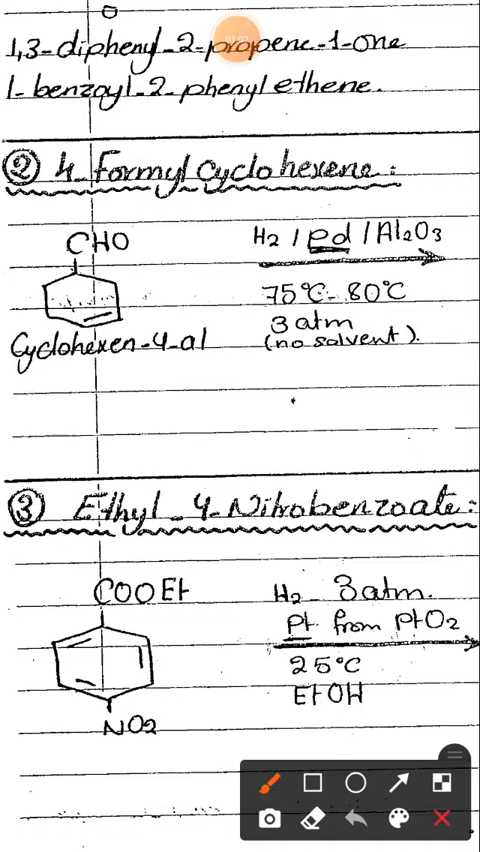 O
1,3-diphenyl-2-propene-1-one
1-benzoyl-2-phenylethene.
② 4-Formyl Cyclohexene:
CHO
H2 / Pd / Al2O3
75°C-80°C
3 atm
(no solvent).
Cyclohexen-4-al
③ Ethyl-4-Nitrobenzoate:
COOEt
H2 - 3 atm.
Pt from PtO2
25°C
EtOH
NO2